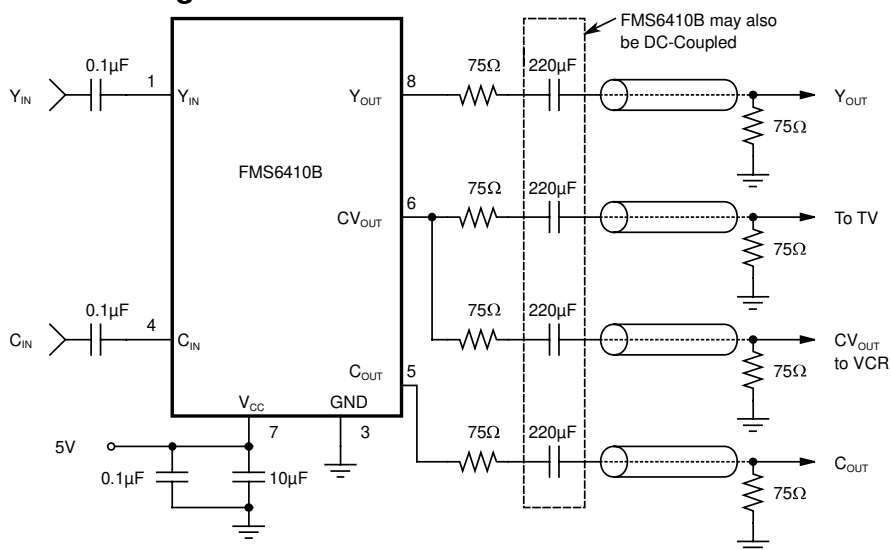 FMS6410B may also
be DC-Coupled
0.1µF
75Ω
220µF
1
8
Y_IN
Y_IN
Y_OUT
Y_OUT
75Ω
FMS6410B
75Ω
220µF
6
CV_OUT
To TV
75Ω
0.1µF
75Ω
220µF
4
C_IN
C_IN
CV_OUT
to VCR
C_OUT
5
75Ω
V_CC
GND
7
3
75Ω
220µF
5V
C_OUT
0.1µF
10µF
75Ω